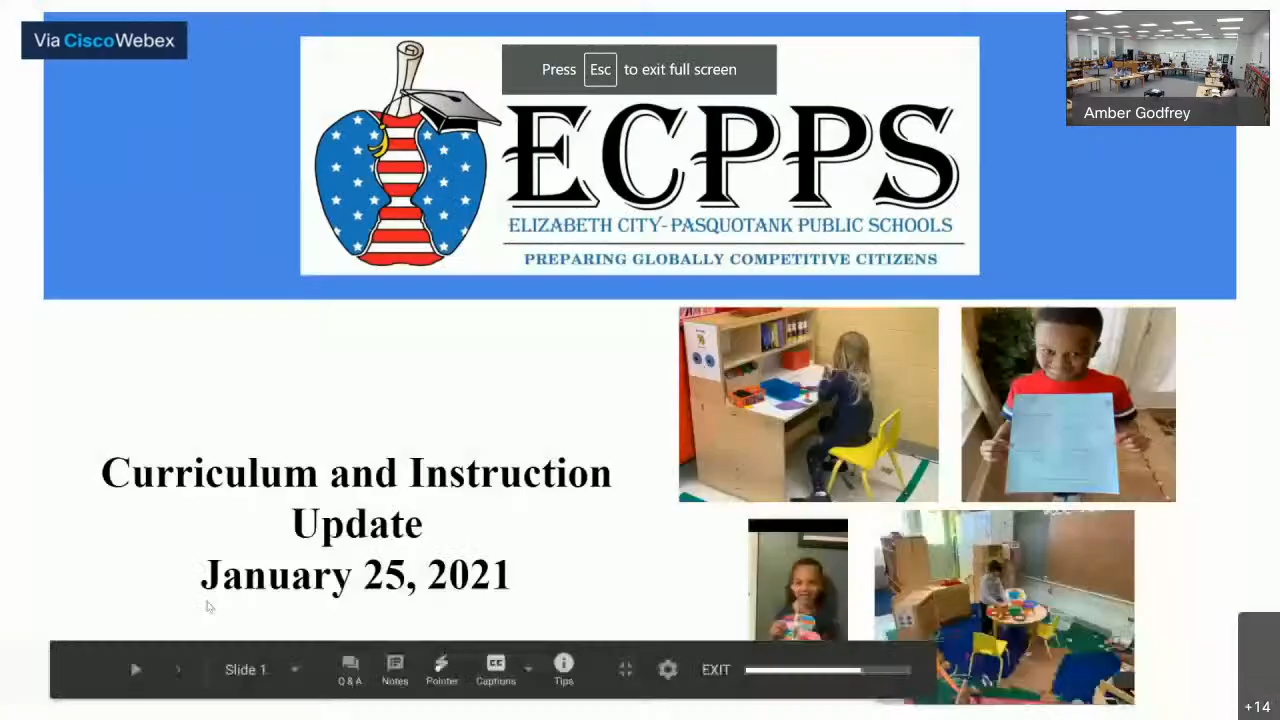 Via CiscoWebex
Press Esc to exit full screen
Amber Godfrey
ECPPS
ELIZABETH CITY-PASQUOTANK PUBLIC SCHOOLS
PREPARING GLOBALLY COMPETITIVE CITIZENS
Curriculum and Instruction
Update
January 25, 2021
Slide 1
Q & A
Notes
Pointer
CC
Captions
Tips
EXIT
+14